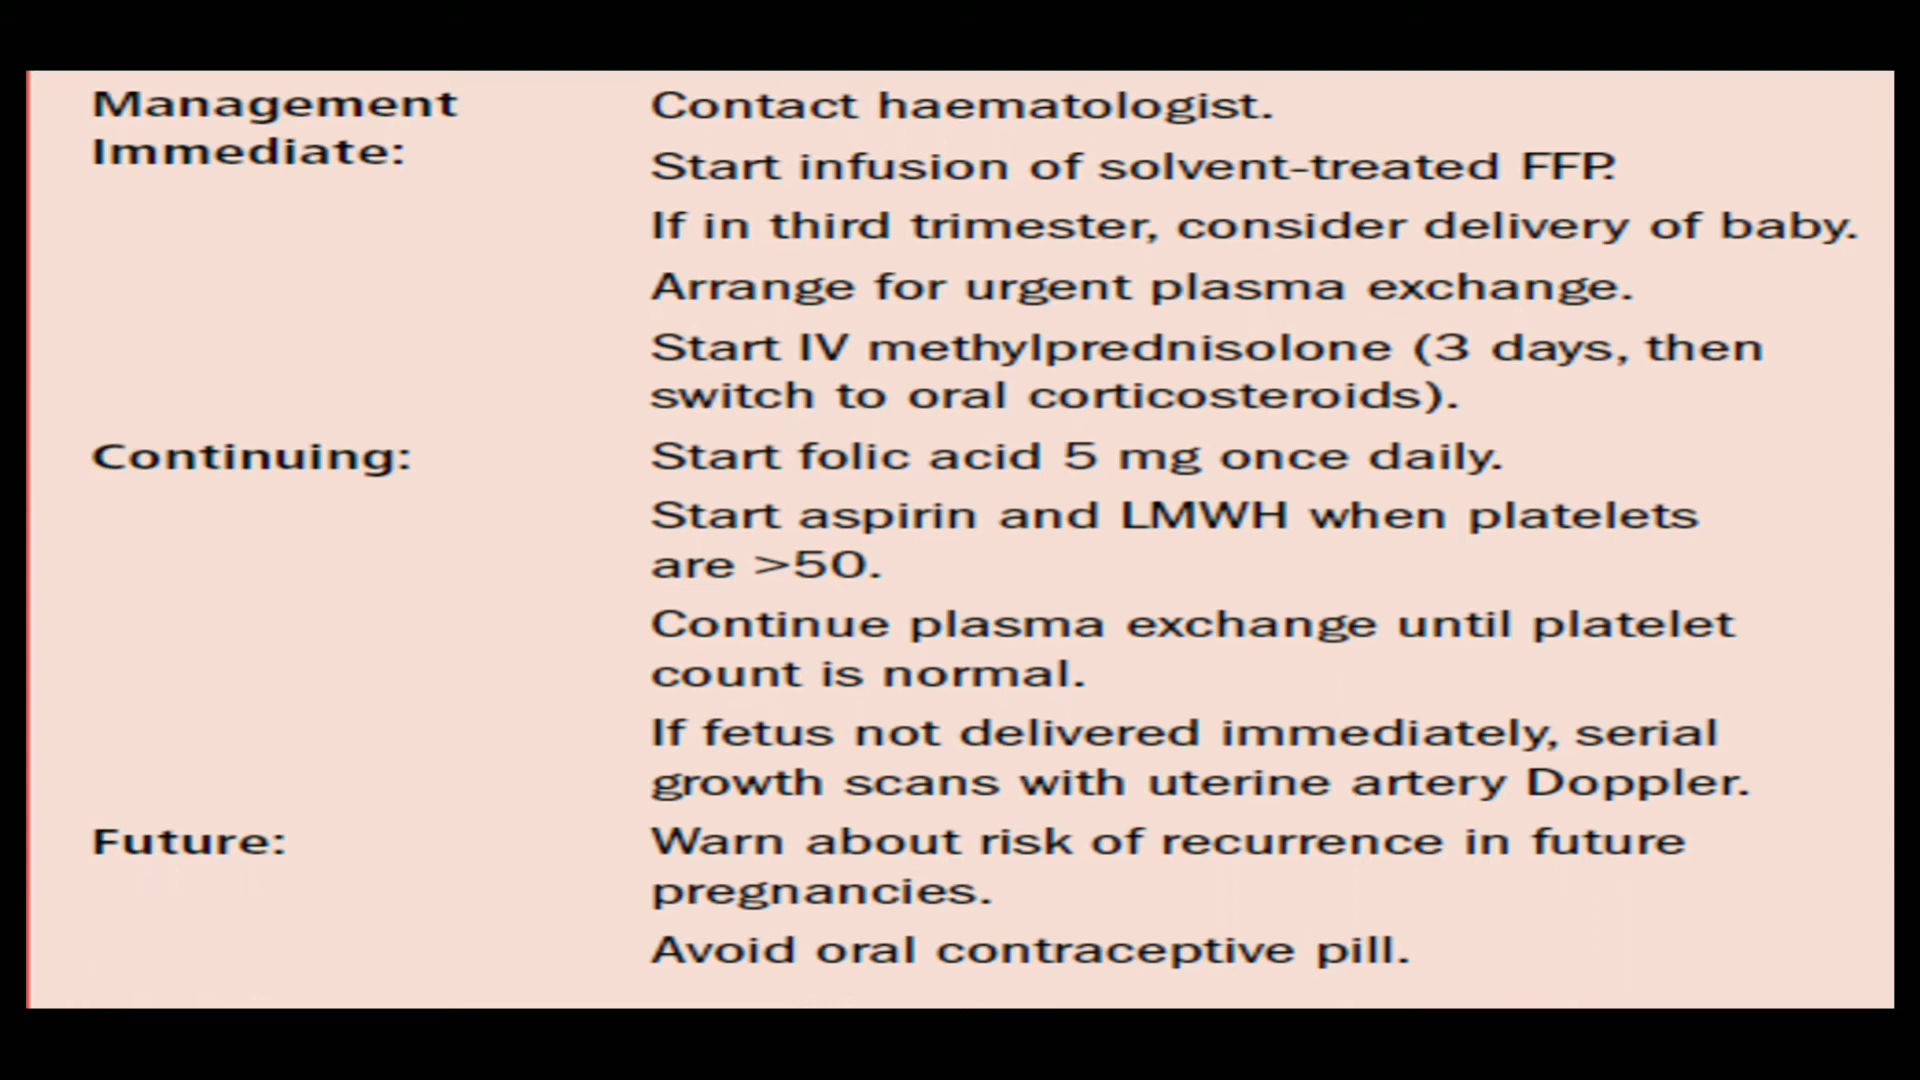 Management
Immediate:
Contact haematologist.
Start infusion of solvent-treated FFP.
If in third trimester, consider delivery of baby.
Arrange for urgent plasma exchange.
Start IV methylprednisolone (3 days, then
switch to oral corticosteroids).
Continuing:
Start folic acid 5 mg once daily.
Start aspirin and LMWH when platelets
are >50.
Continue plasma exchange until platelet
count is normal.
If fetus not delivered immediately, serial
growth scans with uterine artery Doppler.
Future:
Warn about risk of recurrence in future
pregnancies.
Avoid oral contraceptive pill.